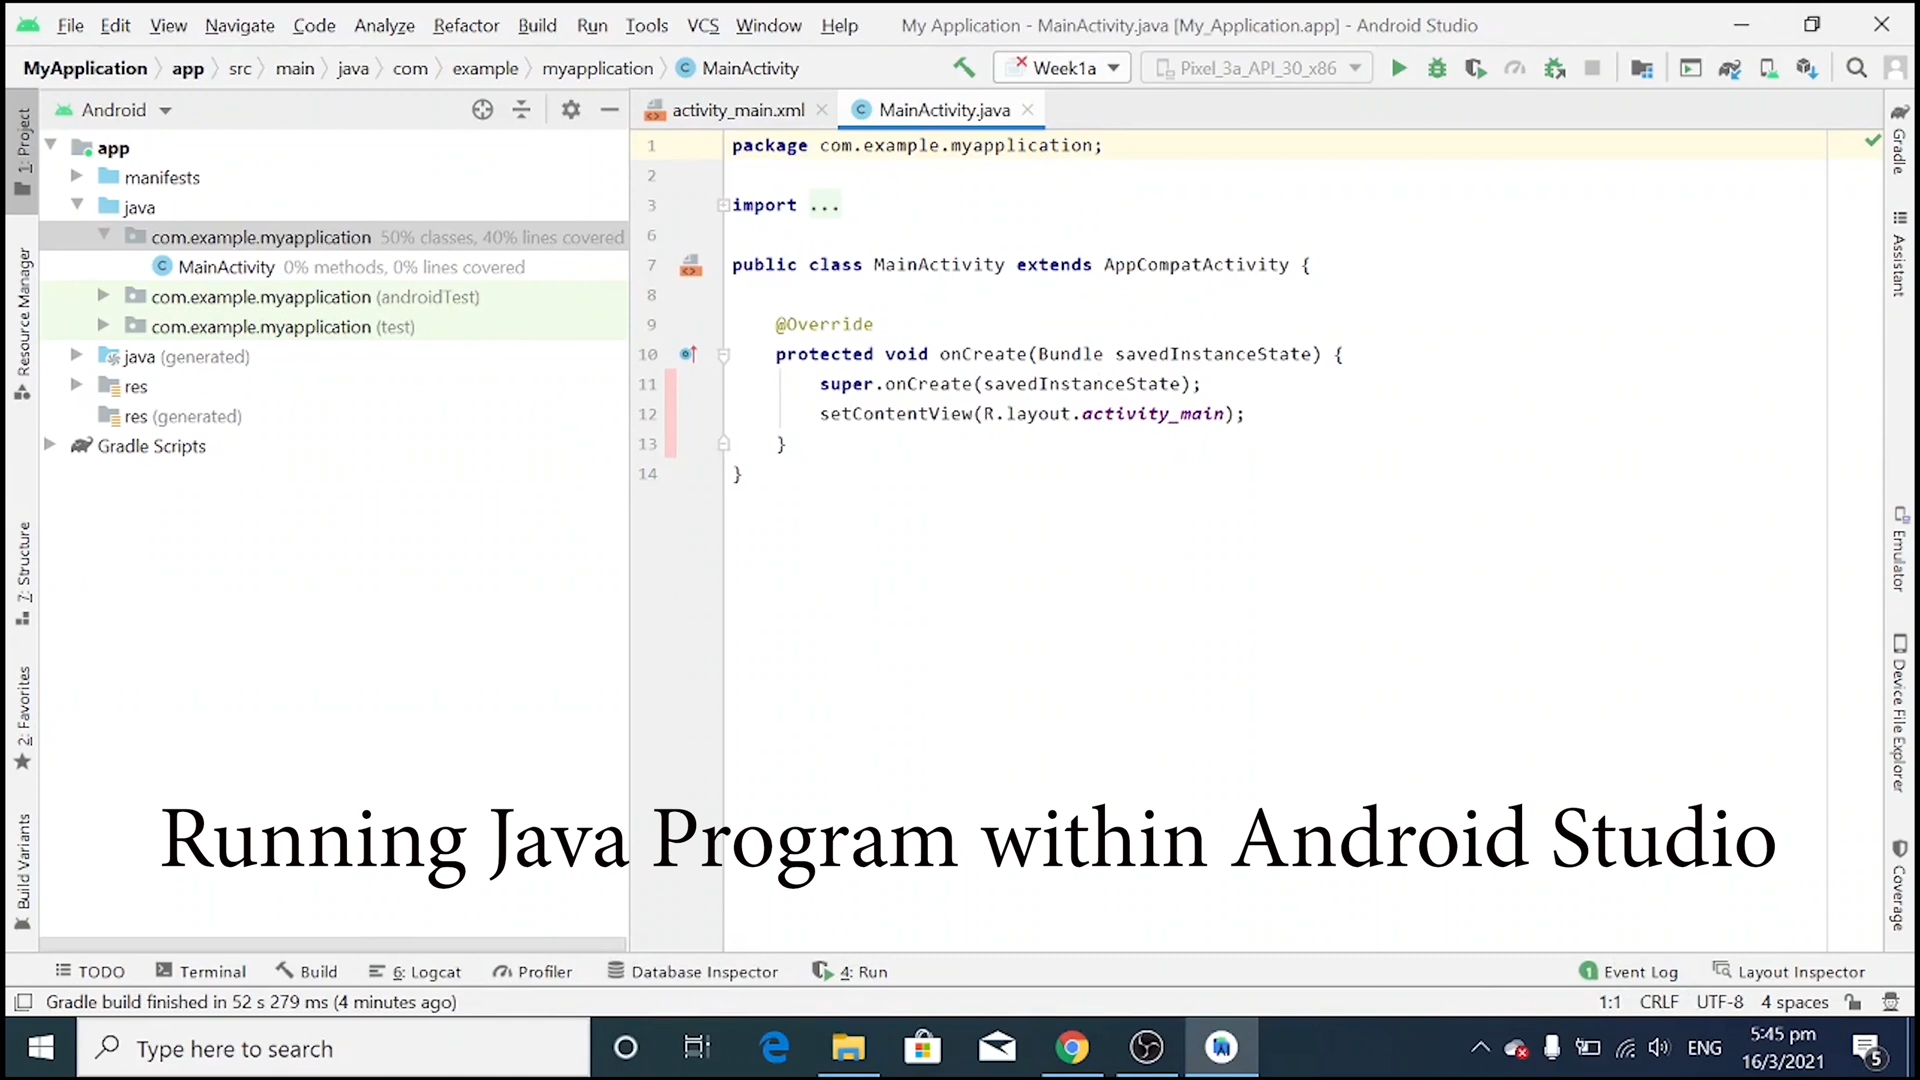 File Edit View Navigate Code Analyze Refactor Build Run Tools VCS Window Help My Application - MainActivity.java [My_Application.app] - Android Studio
MyApplication app src main java com example myapplication MainActivity Week1a Pixel_3a_API_30_x86
Android
activity_main.xml MainActivity.java
1: Project
Resource Manager
7: Structure
2: Favorites
Build Variants
app
manifests
java
com.example.myapplication 50% classes, 40% lines covered
MainActivity 0% methods, 0% lines covered
com.example.myapplication (androidTest)
com.example.myapplication (test)
java (generated)
res
res (generated)
Gradle Scripts
1 package com.example.myapplication;
2
3 import ...
6
7 public class MainActivity extends AppCompatActivity {
8
9 @Override
10 protected void onCreate(Bundle savedInstanceState) {
11 super.onCreate(savedInstanceState);
12 setContentView(R.layout.activity_main);
13 }
14 }
Gradle
Assistant
Emulator
Device File Explorer
Coverage
Running Java Program within Android Studio
TODO Terminal Build 6: Logcat Profiler Database Inspector 4: Run 1 Event Log Layout Inspector
Gradle build finished in 52 s 279 ms (4 minutes ago) 1:1 CRLF UTF-8 4 spaces
Type here to search ENG 5:45 pm
16/3/2021 5